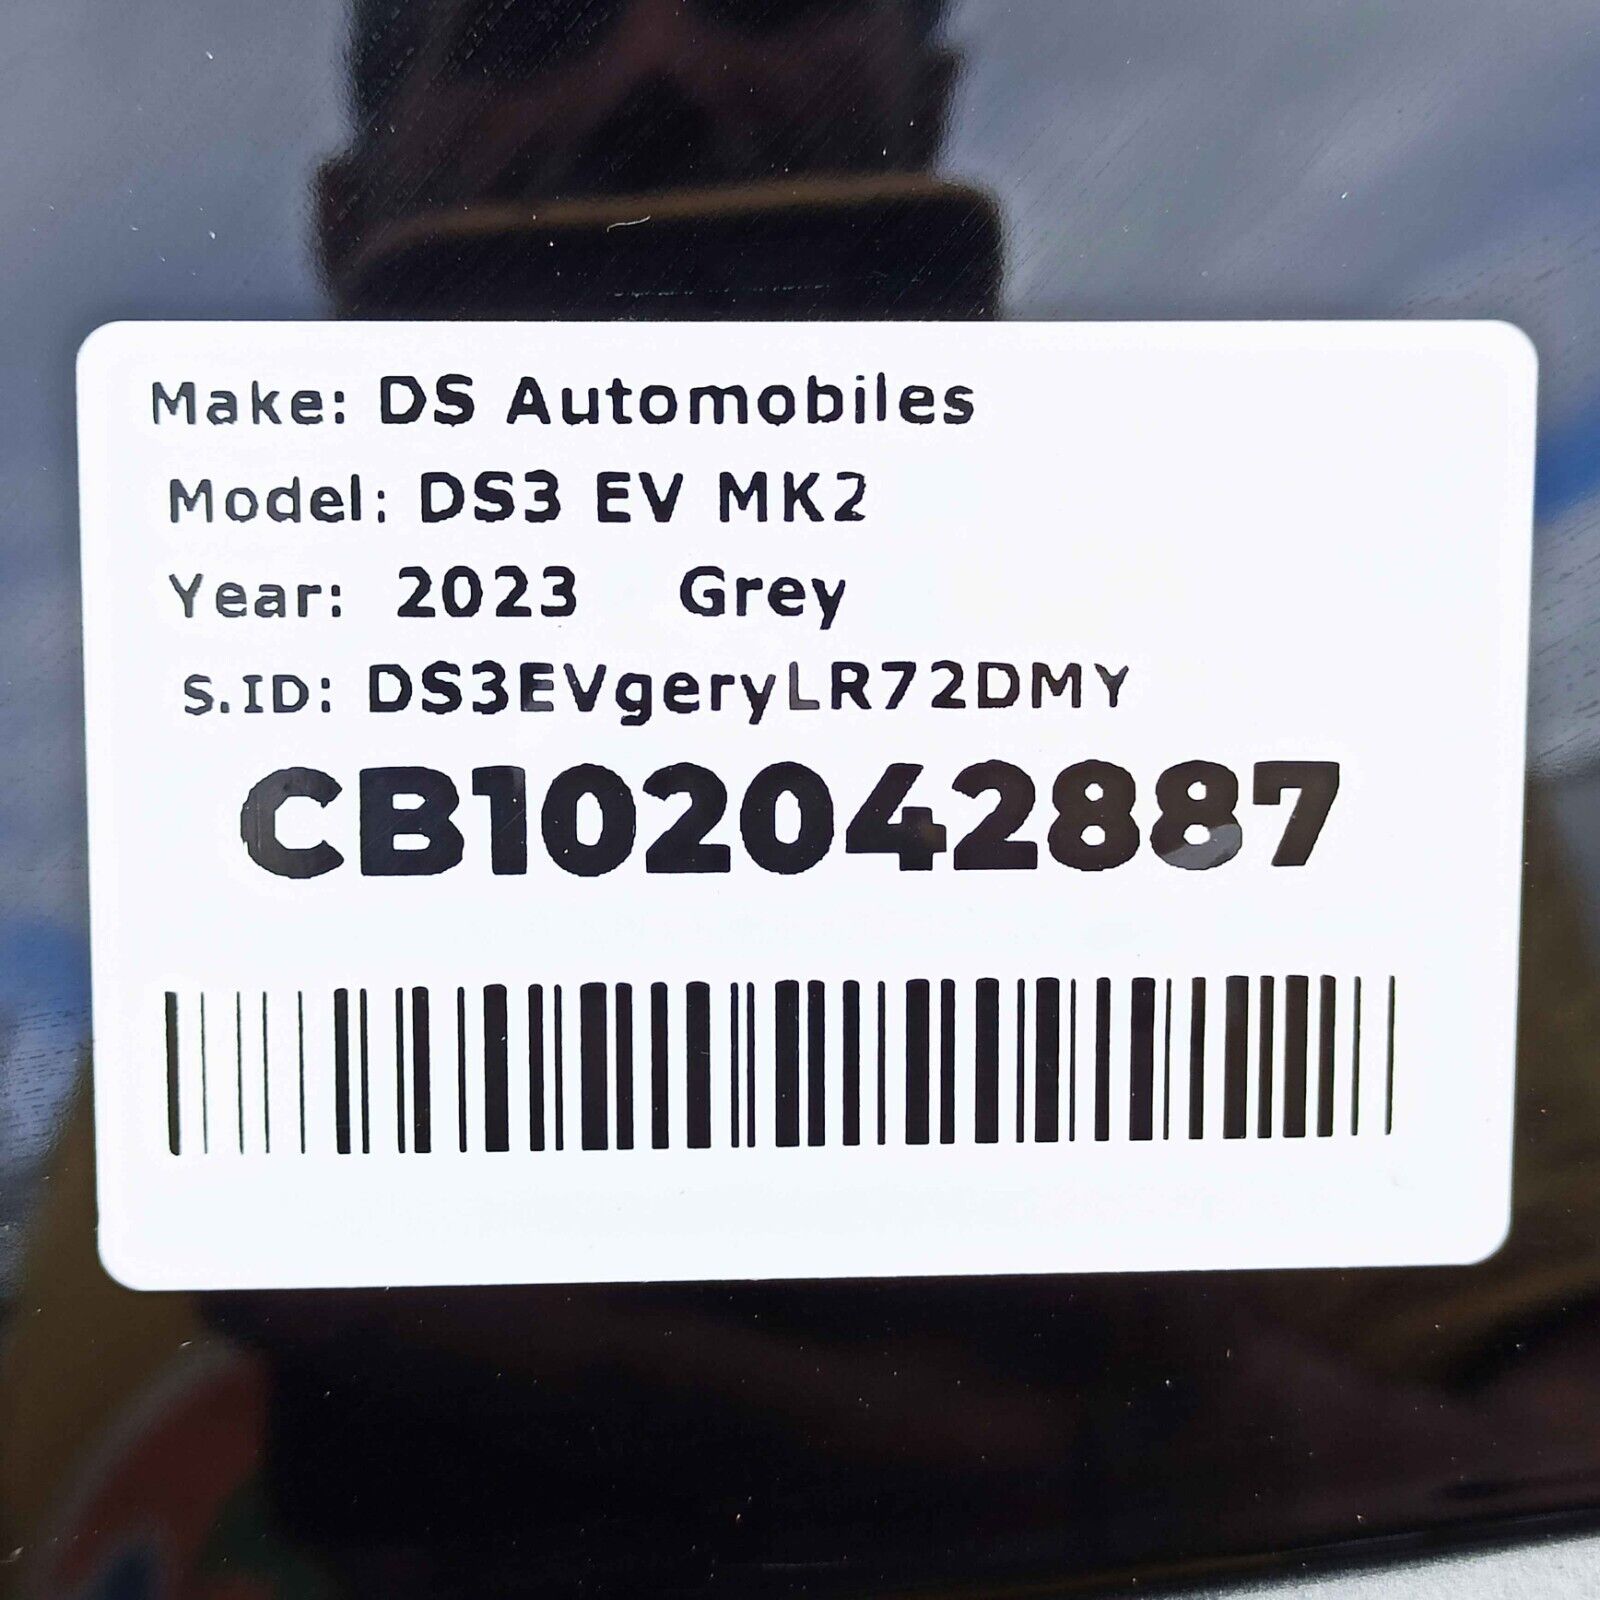 Make: DS Automobiles
Model: DS3 EV MK2
Year: 2023 Grey
S.ID: DS3EVgeryLR72DMY
CB102042887